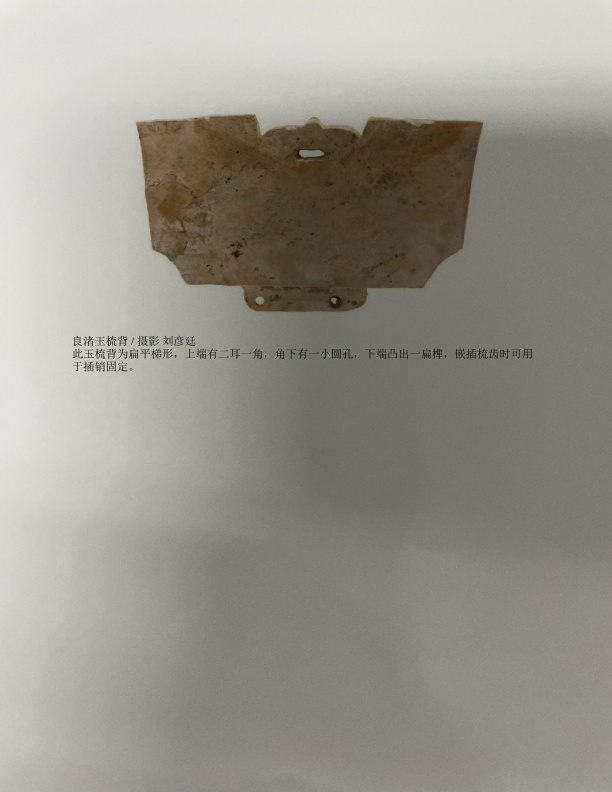 良渚玉梳背 / 摄影 刘彦廷
此玉梳背为扁平梯形，上端有二耳一角，角下有一小圆孔，下端凸出一扁榫，嵌插梳齿时可用
于插销固定。